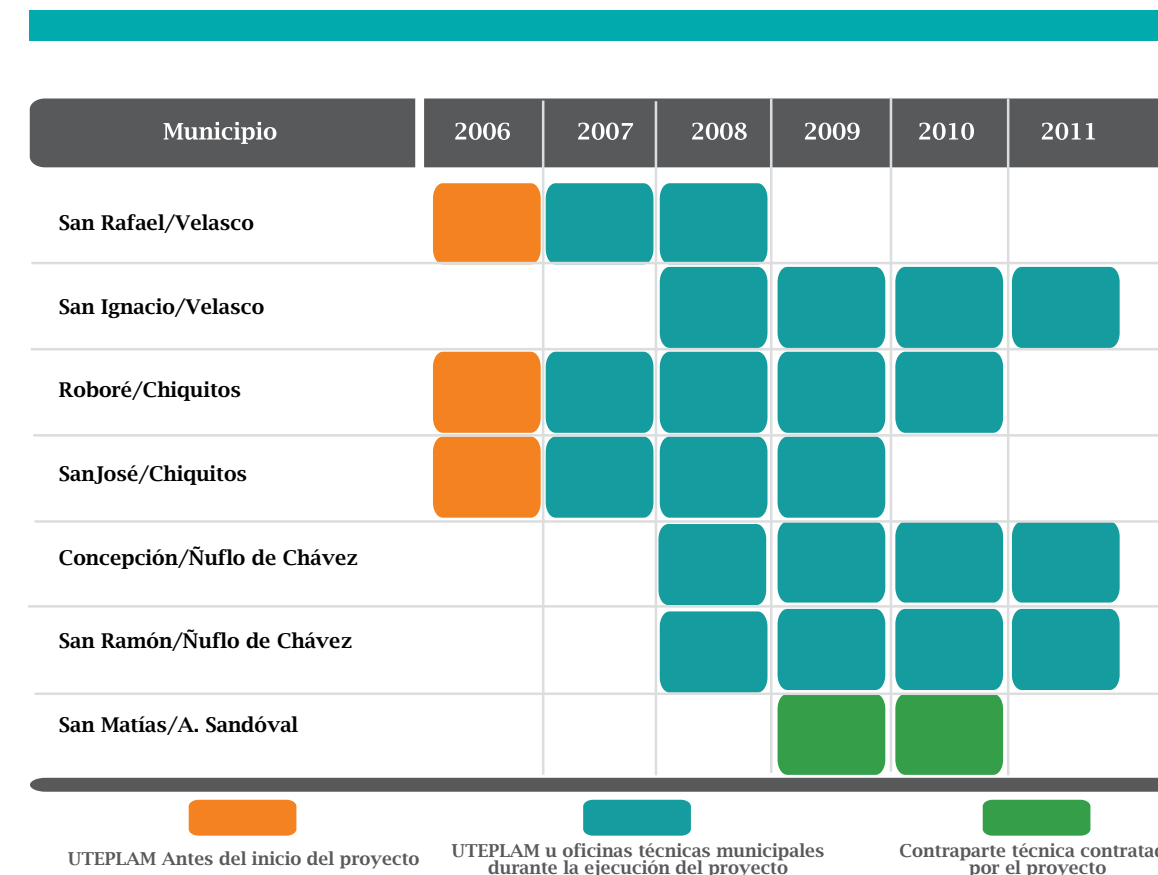 Municipio 2006 2007 2008 2009 2010 2011
San Rafael/Velasco
San Ignacio/Velasco
Roboré/Chiquitos
SanJosé/Chiquitos
Concepción/Ñuflo de Chávez
San Ramón/Ñuflo de Chávez
San Matías/A. Sandóval
UTEPLAM Antes del inicio del proyecto
UTEPLAM u oficinas técnicas municipales
durante la ejecución del proyecto
Contraparte técnica
por el proyecto